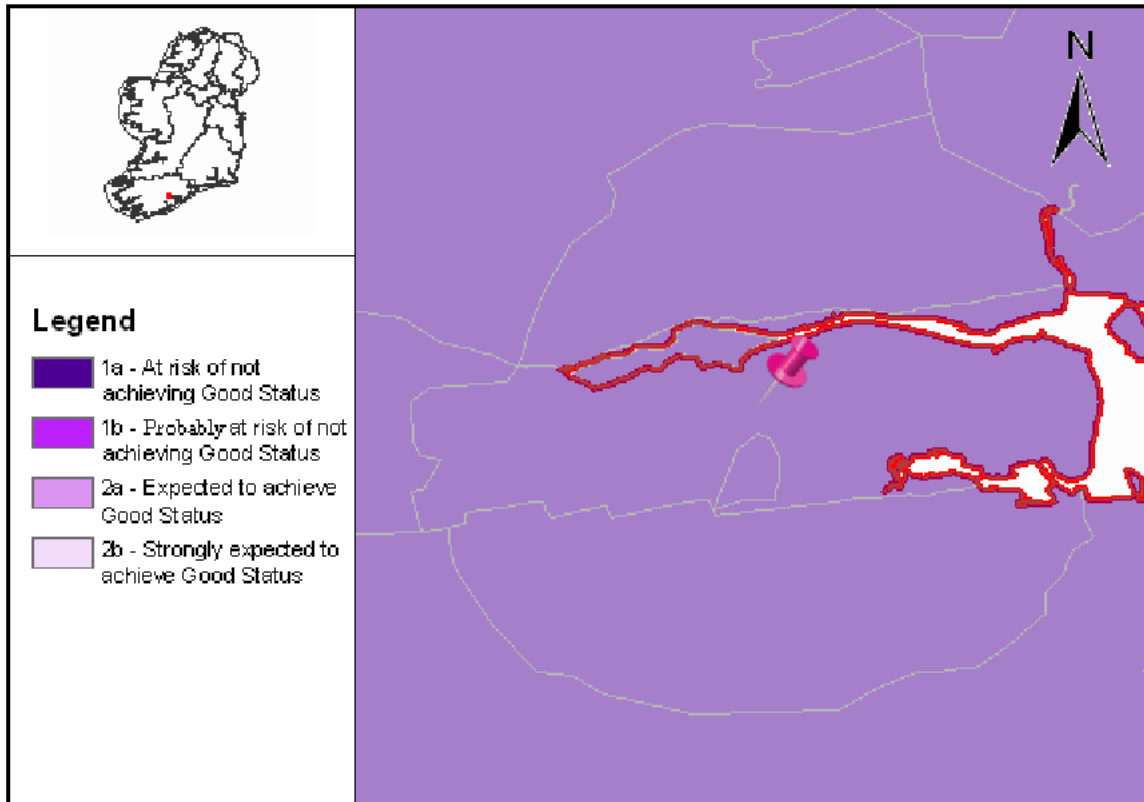 N
Legend
1a - At risk of not
achieving Good Status
1b - Probably at risk of not
achieving Good Status
2a - Expected to achieve
Good Status
2b - Strongly expected to
achieve Good Status